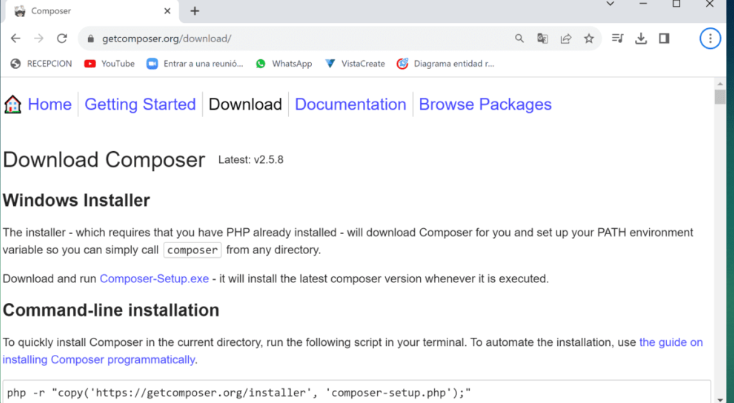 Composer
getcomposer.org/download/
RECEPCION YouTube Entrar a una reunió... WhatsApp VistaCreate Diagrama entidad r...
Home Getting Started Download Documentation Browse Packages
Download Composer Latest: v2.5.8
Windows Installer
The installer - which requires that you have PHP already installed - will download Composer for you and set up your PATH environment
variable so you can simply call composer from any directory.
Download and run Composer-Setup.exe - it will install the latest composer version whenever it is executed.
Command-line installation
To quickly install Composer in the current directory, run the following script in your terminal. To automate the installation, use the guide on
installing Composer programmatically.
php -r "copy('https://getcomposer.org/installer', 'composer-setup.php');"